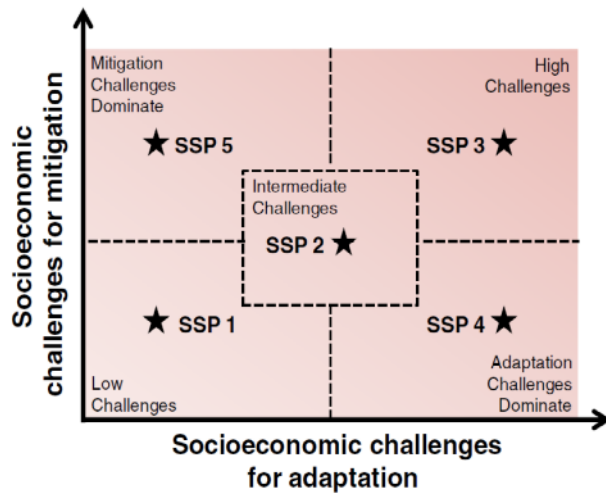 Mitigation
Challenges
Dominate
High
Challenges
SSP 5
SSP 3
Intermediate
Challenges
SSP 2
SSP 1
SSP 4
Low
Challenges
Adaptation
Challenges
Dominate
Socioeconomic
challenges for mitigation
Socioeconomic challenges
for adaptation